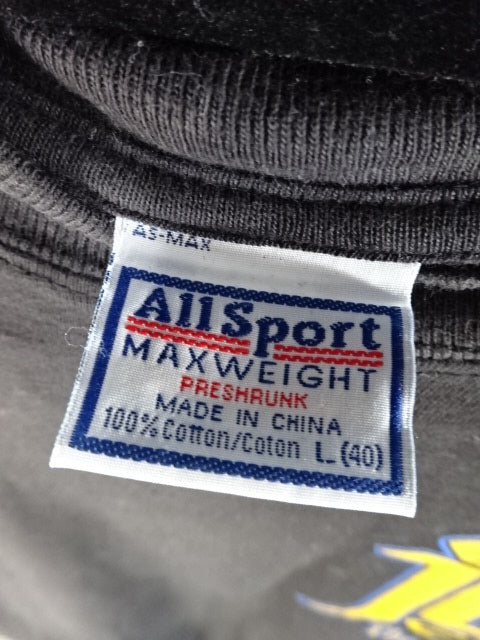 AS-MAX
AllSport
MAXWEIGHT
PRESHRUNK
MADE IN CHINA
100% Cotton/Coton L (40)